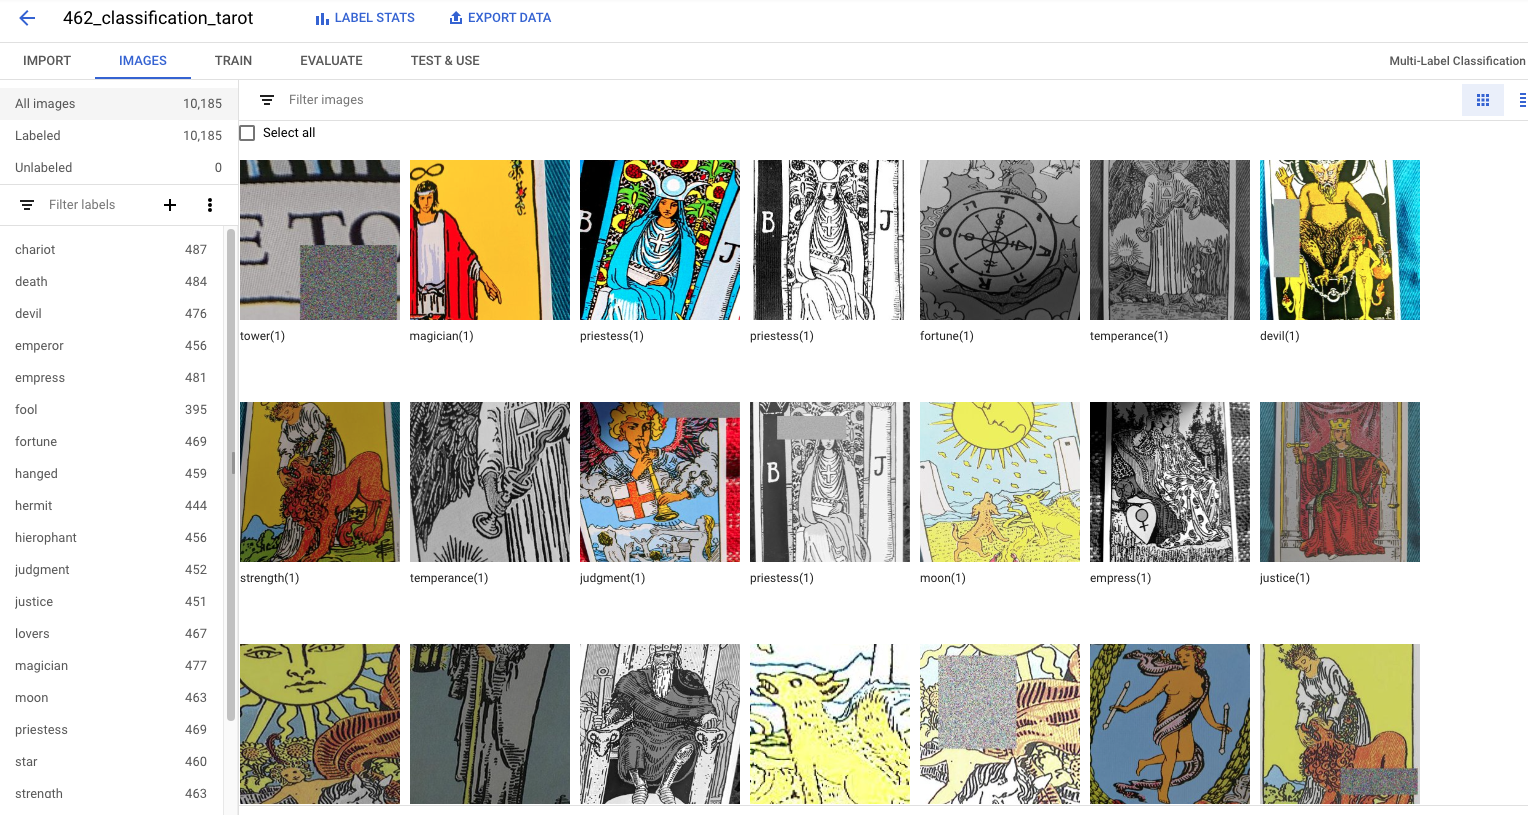 462_classification_tarot
LABEL STATS
EXPORT DATA
IMPORT
IMAGES
TRAIN
EVALUATE
TEST & USE
Multi-Label Classification
All images 10,185
Labeled 10,185
Unlabeled 0
Filter images
Select all
Filter labels
chariot 487
death 484
devil 476
emperor 456
empress 481
fool 395
fortune 469
hanged 459
hermit 444
hierophant 456
judgment 452
justice 451
lovers 467
magician 477
moon 463
priestess 469
star 460
strength 463
E TO
B J
B J
tower(1)
magician(1)
priestess(1)
priestess(1)
fortune(1)
temperance(1)
devil(1)
B J
strength(1)
temperance(1)
judgment(1)
priestess(1)
moon(1)
empress(1)
justice(1)